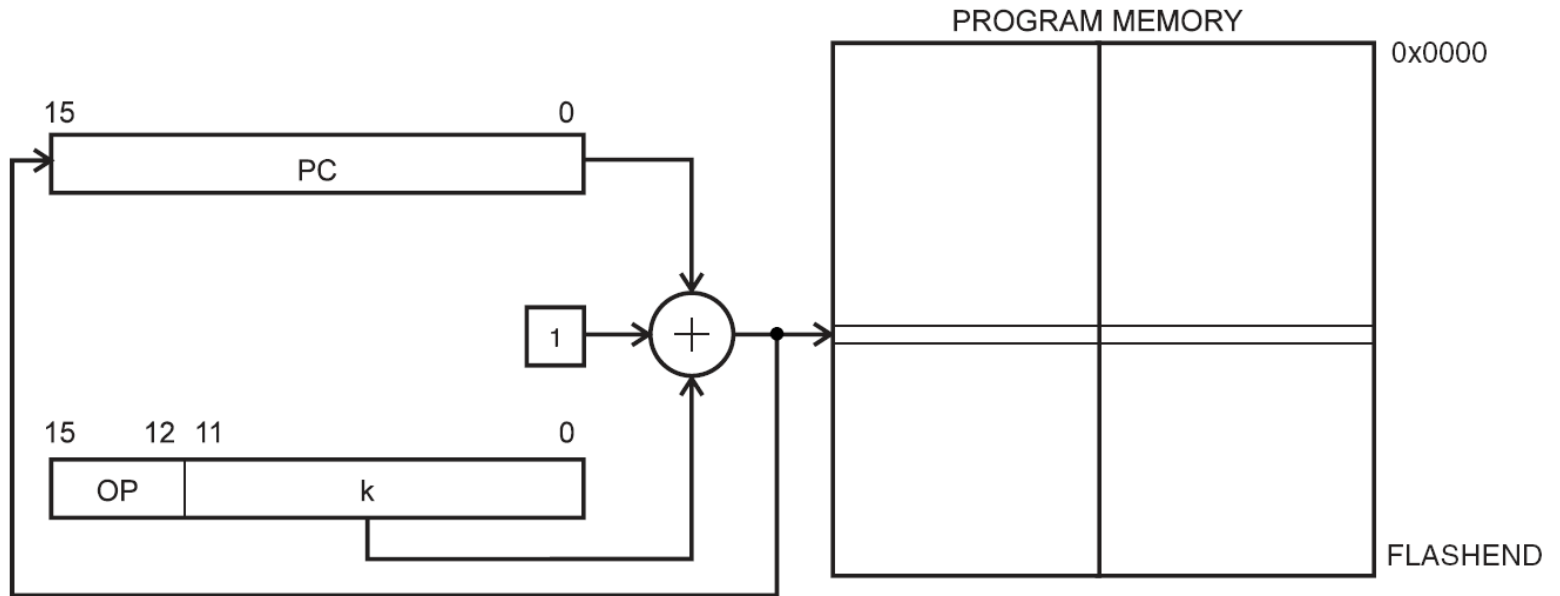 PROGRAM MEMORY
0x0000
15 0
PC
1
+
15 12 11 0
OP k
FLASHEND